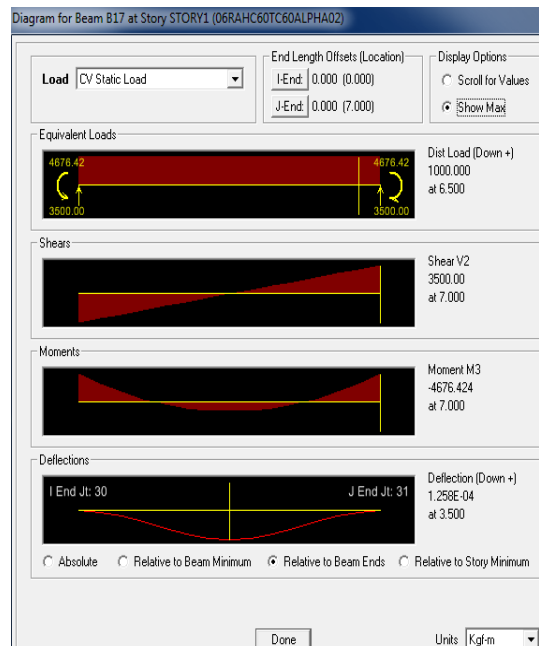 Diagram for Beam B17 at Story STORY1 (06RAHC60TC60ALPHA02)
Load CV Static Load
End Length Offsets (Location)
I-End: 0.000 (0.000)
J-End: 0.000 (7.000)
Display Options
Scroll for Values
Show Max
Equivalent Loads
4676.42 4676.42
3500.00 3500.00
Dist Load (Down +)
1000.000
at 6.500
Shears
Shear V2
3500.00
at 7.000
Moments
Moment M3
-4676.424
at 7.000
Deflections
I End Jt: 30 J End Jt: 31
Deflection (Down +)
1.258E-04
at 3.500
Absolute Relative to Beam Minimum Relative to Beam Ends Relative to Story Minimum
Done Units Kgf-m